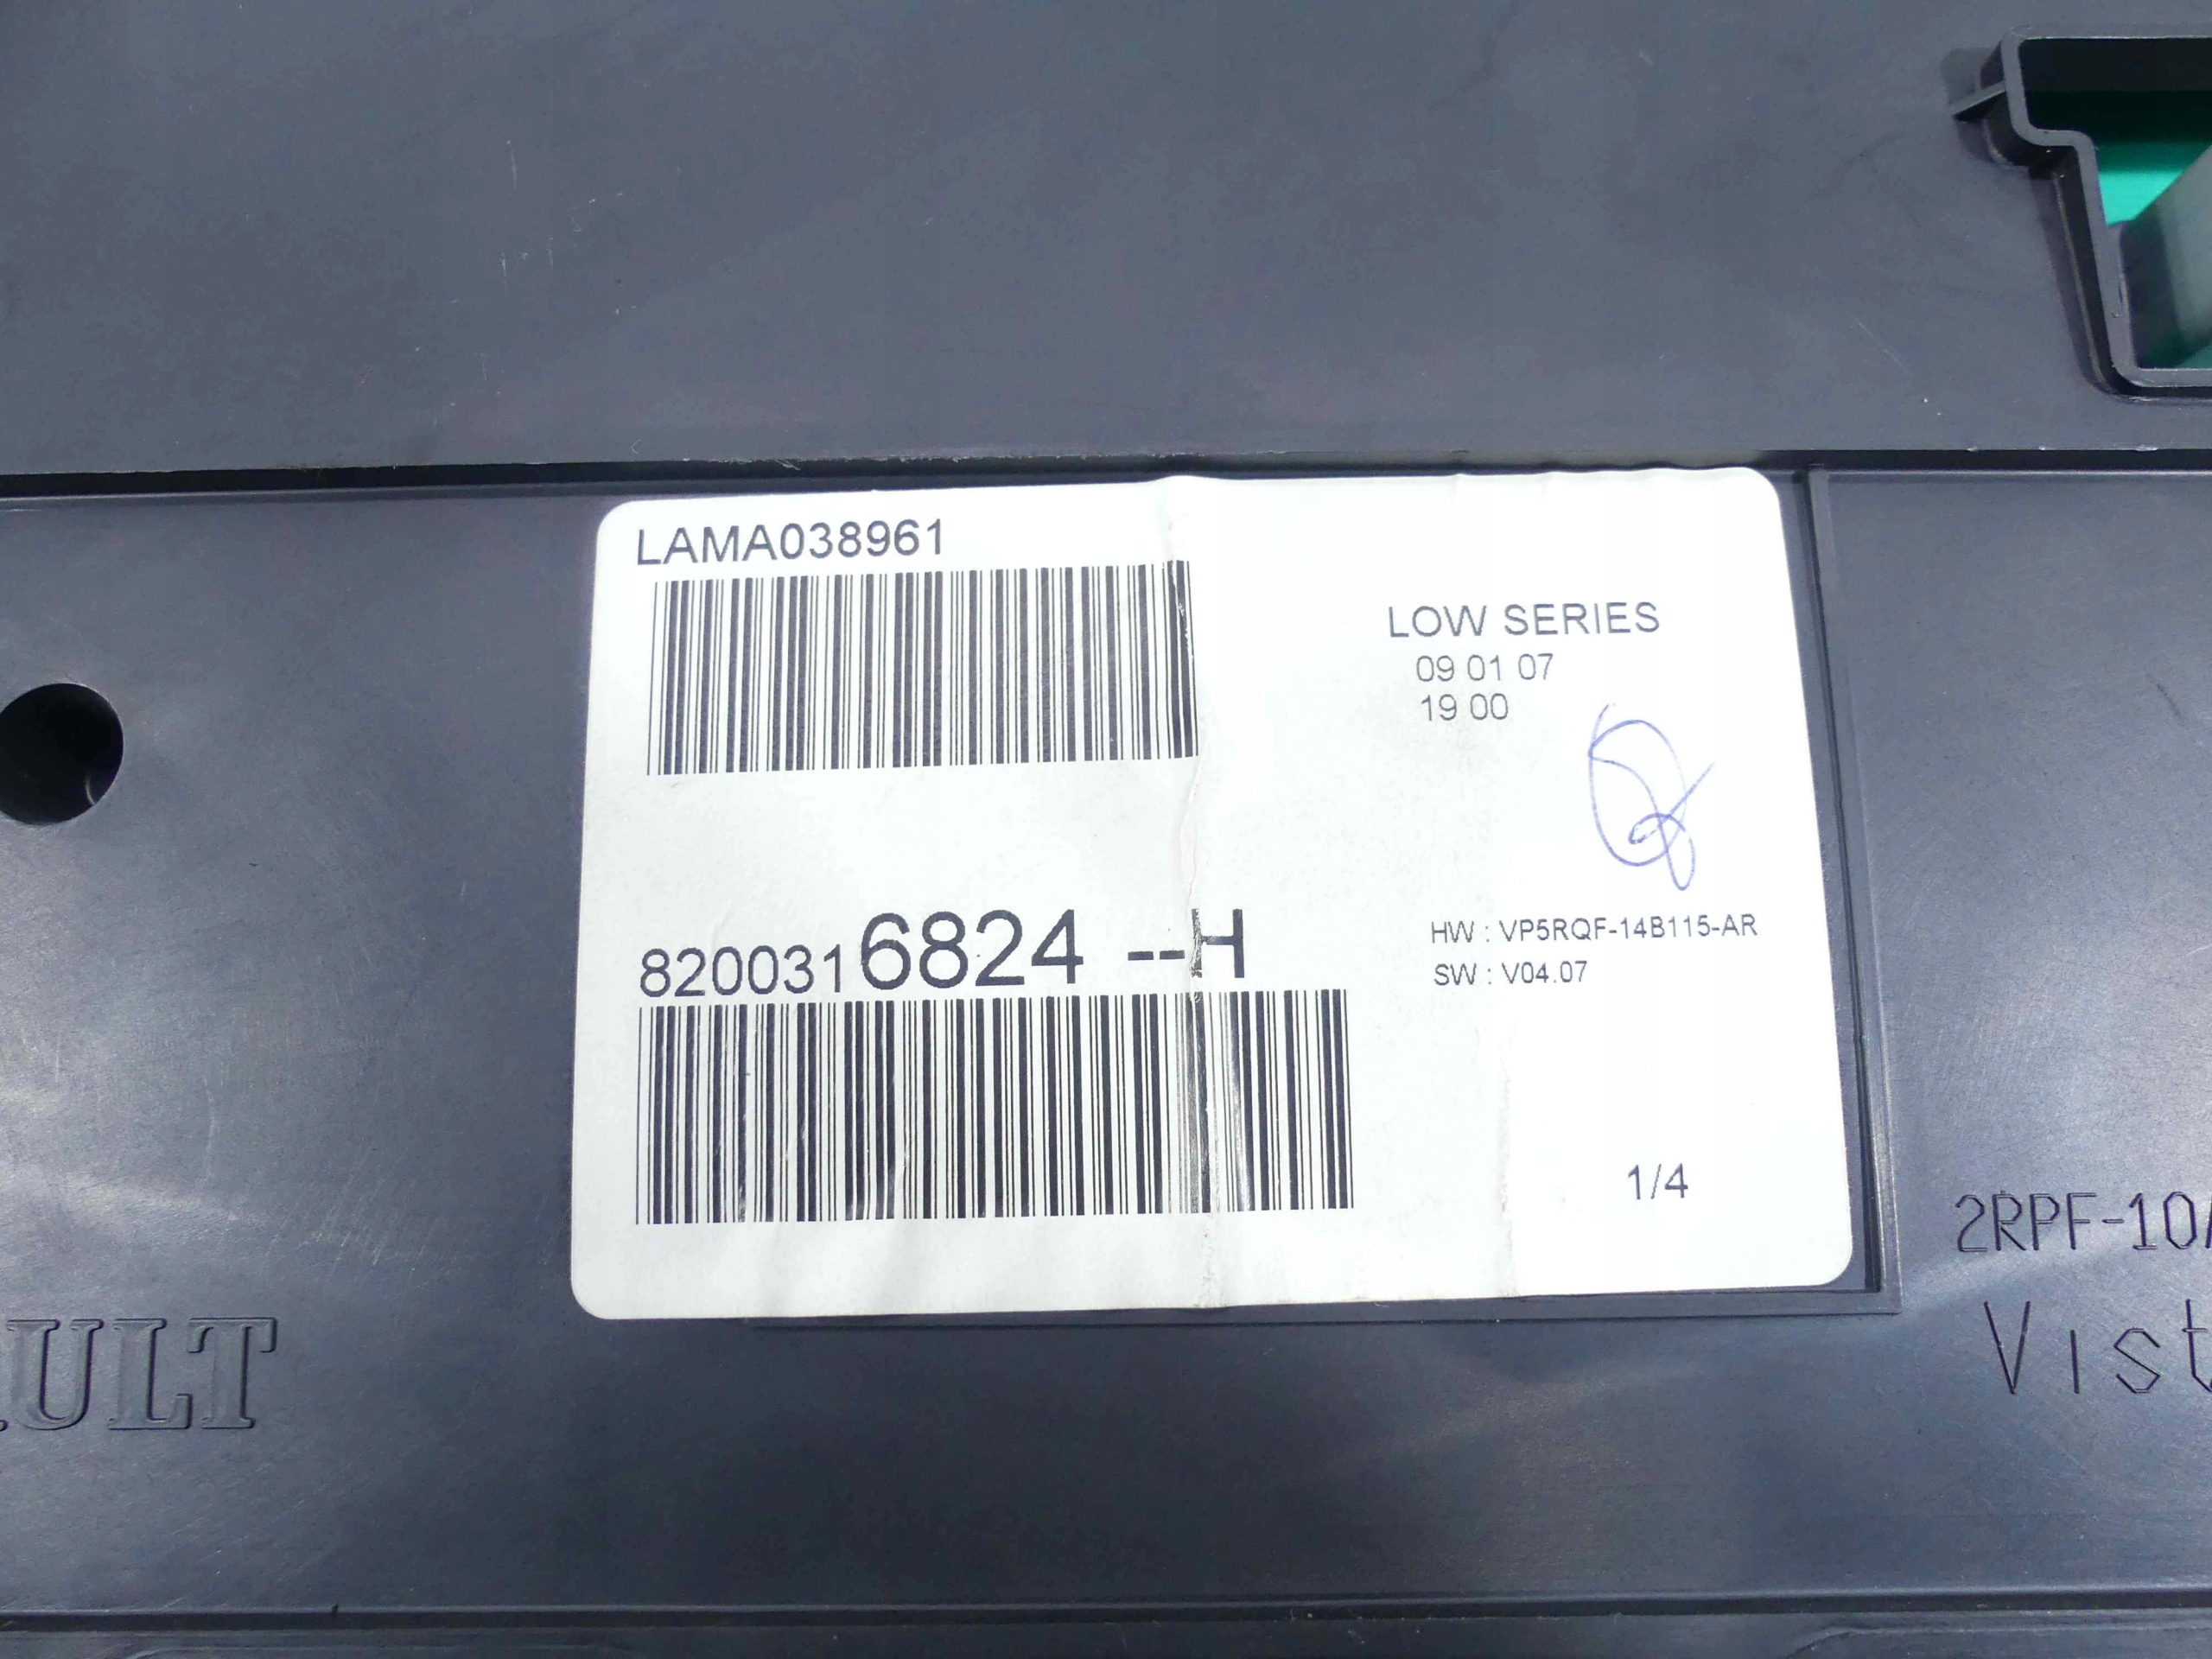 LAMA038961
LOW SERIES
09 01 07
19 00
8200316824 --H
HW : VP5RQF-14B115-AR
SW : V04.07
1/4
2RPF-10
Vist
ULT